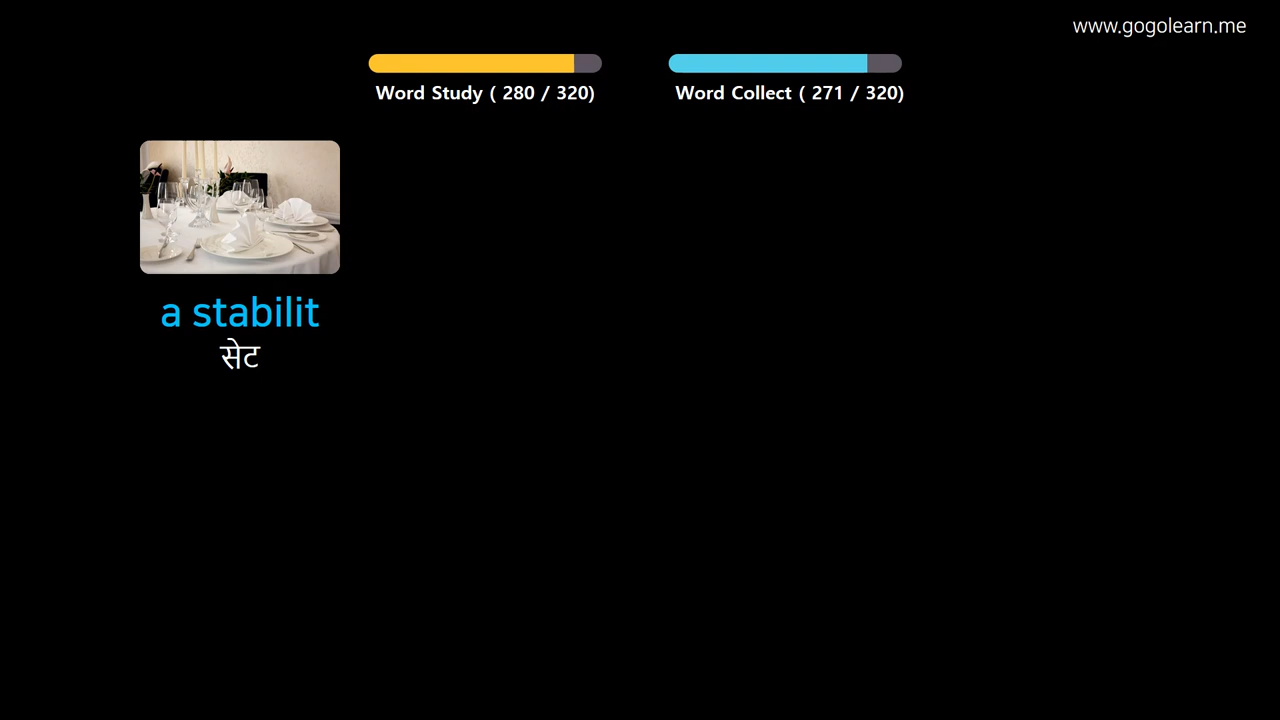 www.gogolearn.me
Word Study ( 280 / 320)
Word Collect ( 271 / 320)
a stabilit
सेट